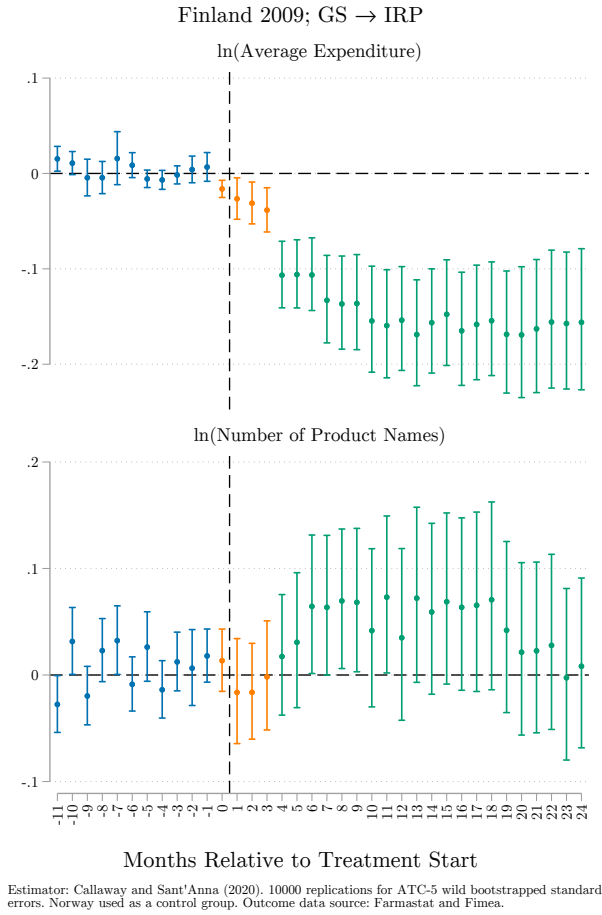 Finland 2009; GS → IRP
ln(Average Expenditure)
.1
0
-.1
-.2
ln(Number of Product Names)
.2
.1
0
-.1
-11 -10 -9 -8 -7 -6 -5 -4 -3 -2 -1 0 1 2 3 4 5 6 7 8 9 10 11 12 13 14 15 16 17 18 19 20 21 22 23 24
Months Relative to Treatment Start
Estimator: Callaway and Sant'Anna (2020). 10000 replications for ATC-5 wild bootstrapped standard
errors. Norway used as a control group. Outcome data source: Farmastat and Fimea.